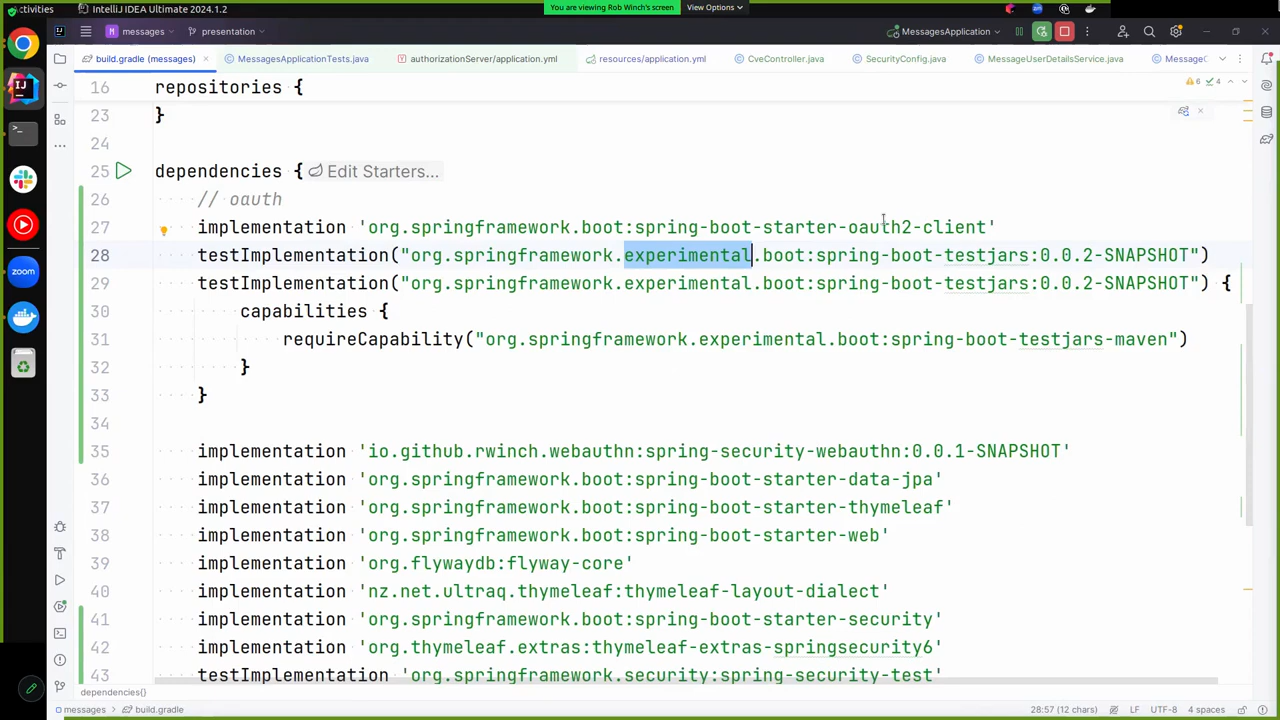 Activities
IntelliJ IDEA Ultimate 2024.1.2
You are viewing Rob Winch's screen
View Options
M
messages
presentation
MessagesApplication
build.gradle (messages)
MessagesApplicationTests.java
authorizationServer/application.yml
resources/application.yml
CveController.java
SecurityConfig.java
MessageUserDetailsService.java
MessageC
16 repositories {
6 4
23 }
24
25 dependencies { Edit Starters...
26 // oauth
27 implementation 'org.springframework.boot:spring-boot-starter-oauth2-client'
28 testImplementation("org.springframework.experimental.boot:spring-boot-testjars:0.0.2-SNAPSHOT")
29 testImplementation("org.springframework.experimental.boot:spring-boot-testjars:0.0.2-SNAPSHOT") {
30 capabilities {
31 requireCapability("org.springframework.experimental.boot:spring-boot-testjars-maven")
32 }
33 }
34
35 implementation 'io.github.rwinch.webauthn:spring-security-webauthn:0.0.1-SNAPSHOT'
36 implementation 'org.springframework.boot:spring-boot-starter-data-jpa'
37 implementation 'org.springframework.boot:spring-boot-starter-thymeleaf'
38 implementation 'org.springframework.boot:spring-boot-starter-web'
39 implementation 'org.flywaydb:flyway-core'
40 implementation 'nz.net.ultraq.thymeleaf:thymeleaf-layout-dialect'
41 implementation 'org.springframework.boot:spring-boot-starter-security'
42 implementation 'org.thymeleaf.extras:thymeleaf-extras-springsecurity6'
43 testImplementation 'org.springframework.security:spring-security-test'
zoom
dependencies{}
messages > build.gradle
28:57 (12 chars)
LF
UTF-8
4 spaces